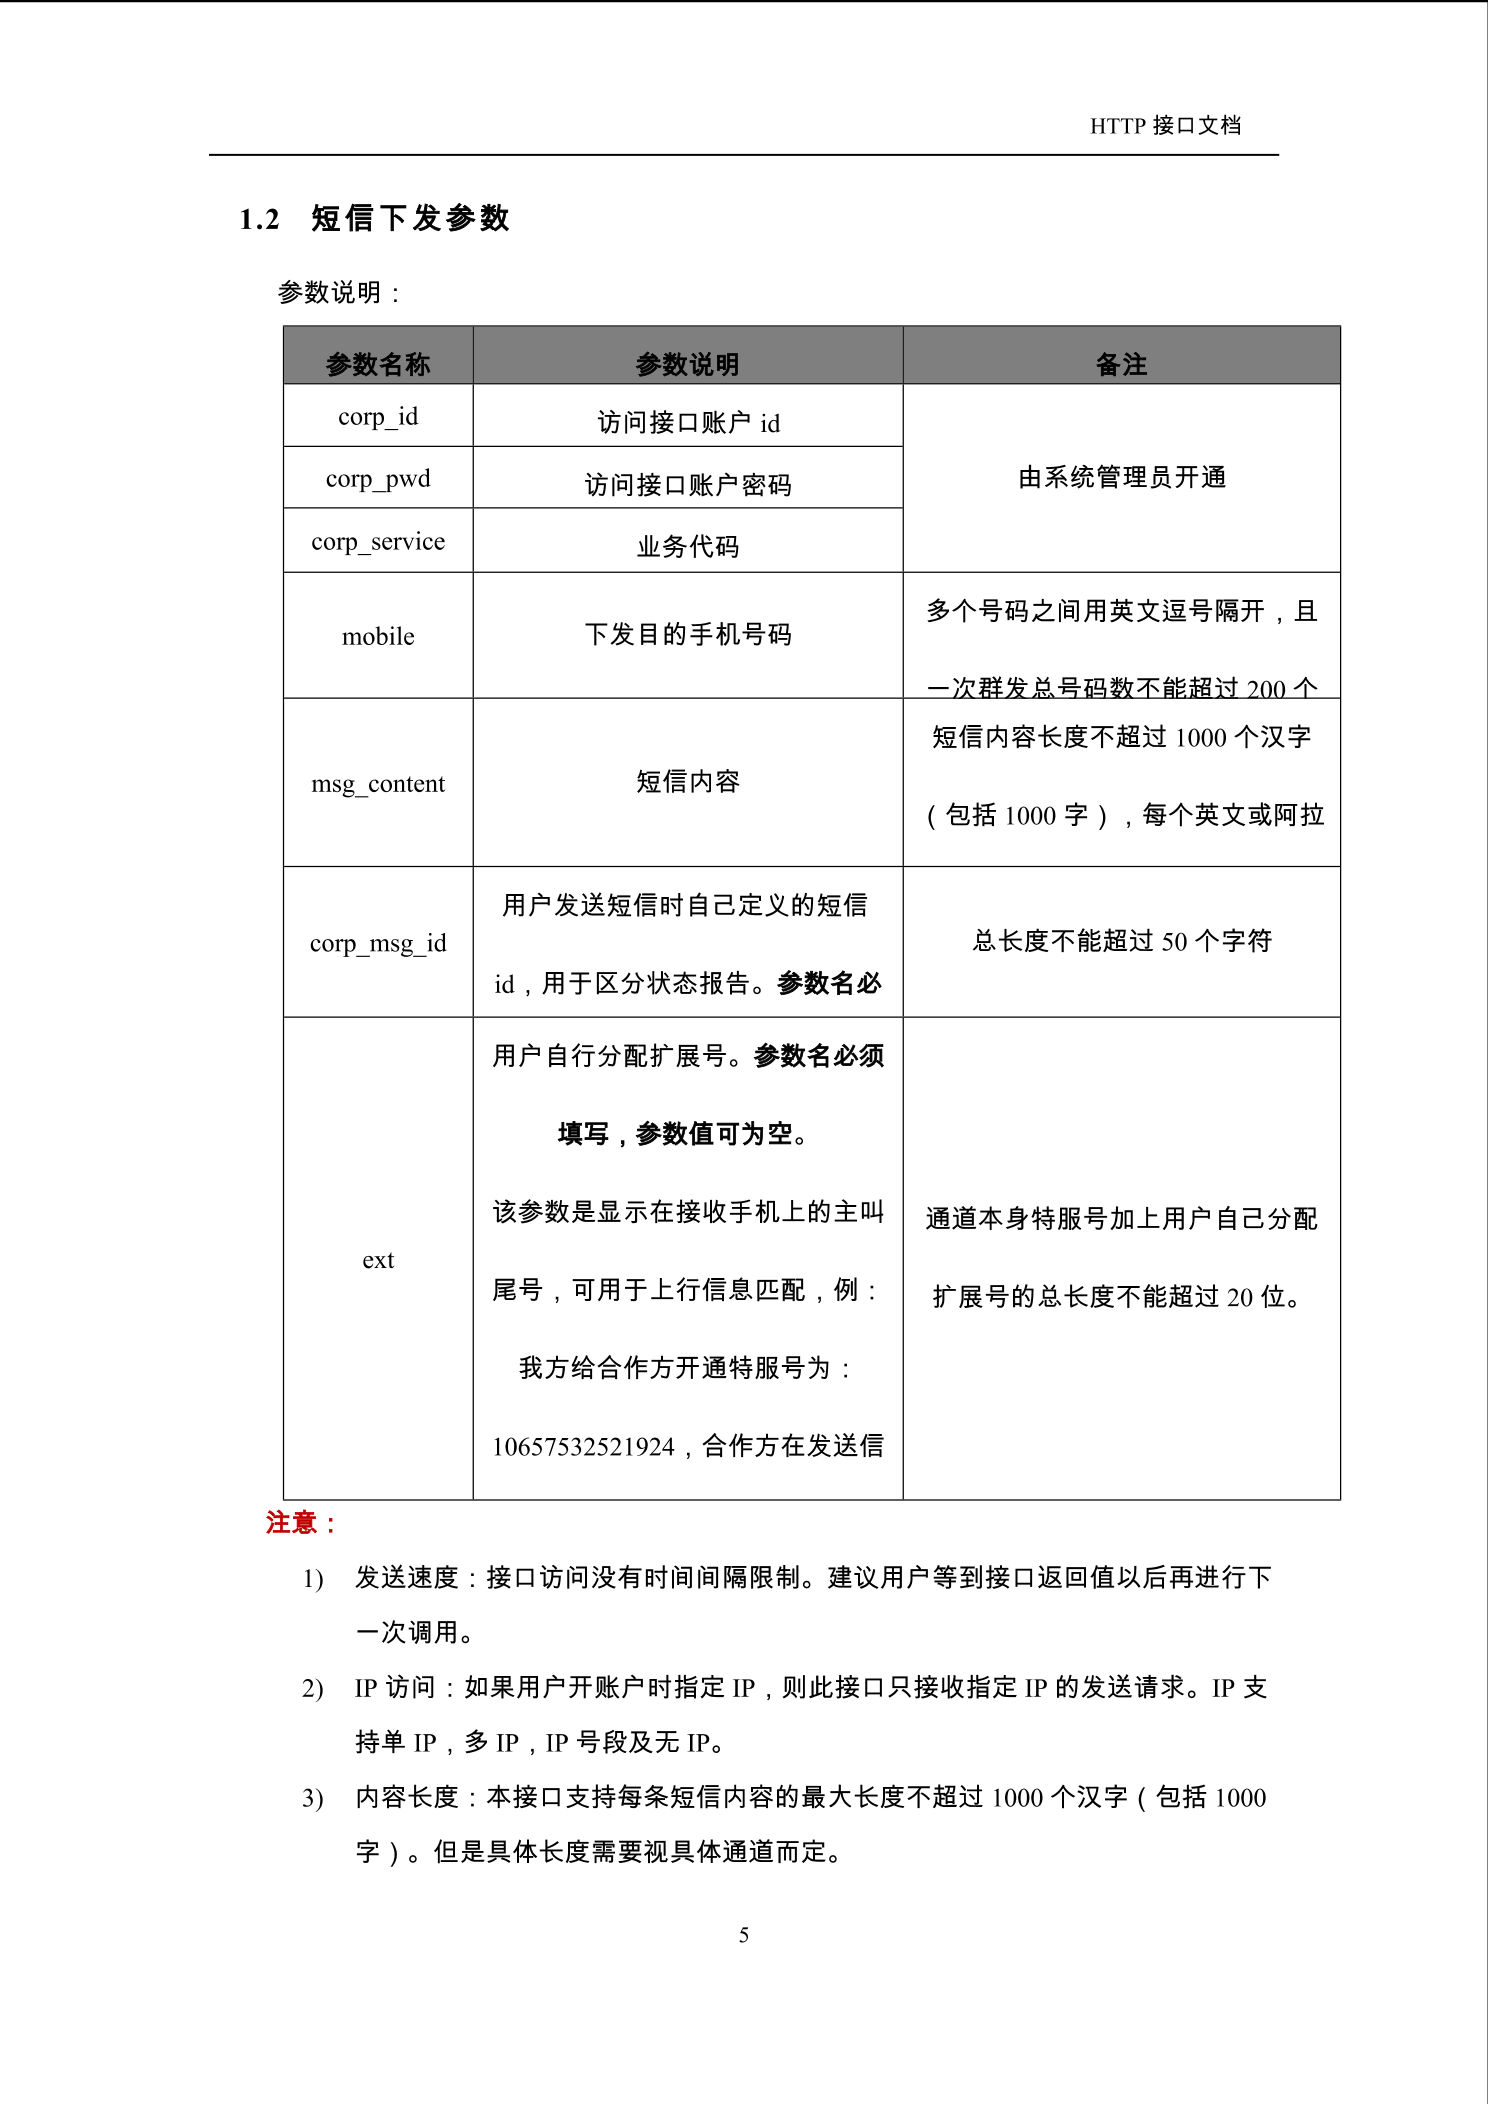 HTTP 接口文档
1.2 短信下发参数
参数说明：
参数名称 参数说明 备注
corp_id 访问接口账户 id
corp_pwd 访问接口账户密码
由系统管理员开通
corp_service 业务代码
mobile 下发目的手机号码
多个号码之间用英文逗号隔开，且
一次群发总号码数不能超过 200 个
msg_content 短信内容
短信内容长度不超过 1000 个汉字
（包括 1000 字），每个英文或阿拉
corp_msg_id
用户发送短信时自己定义的短信
id，用于区分状态报告。参数名必
总长度不能超过 50 个字符
ext
用户自行分配扩展号。参数名必须
填写，参数值可为空。
该参数是显示在接收手机上的主叫
尾号，可用于上行信息匹配，例：
我方给合作方开通特服号为：
10657532521924，合作方在发送信
通道本身特服号加上用户自己分配
扩展号的总长度不能超过 20 位。
注意：
1) 发送速度：接口访问没有时间间隔限制。建议用户等到接口返回值以后再进行下
一次调用。
2) IP 访问：如果用户开账户时指定 IP，则此接口只接收指定 IP 的发送请求。IP 支
持单 IP，多 IP，IP 号段及无 IP。
3) 内容长度：本接口支持每条短信内容的最大长度不超过 1000 个汉字（包括 1000
字）。但是具体长度需要视具体通道而定。
5